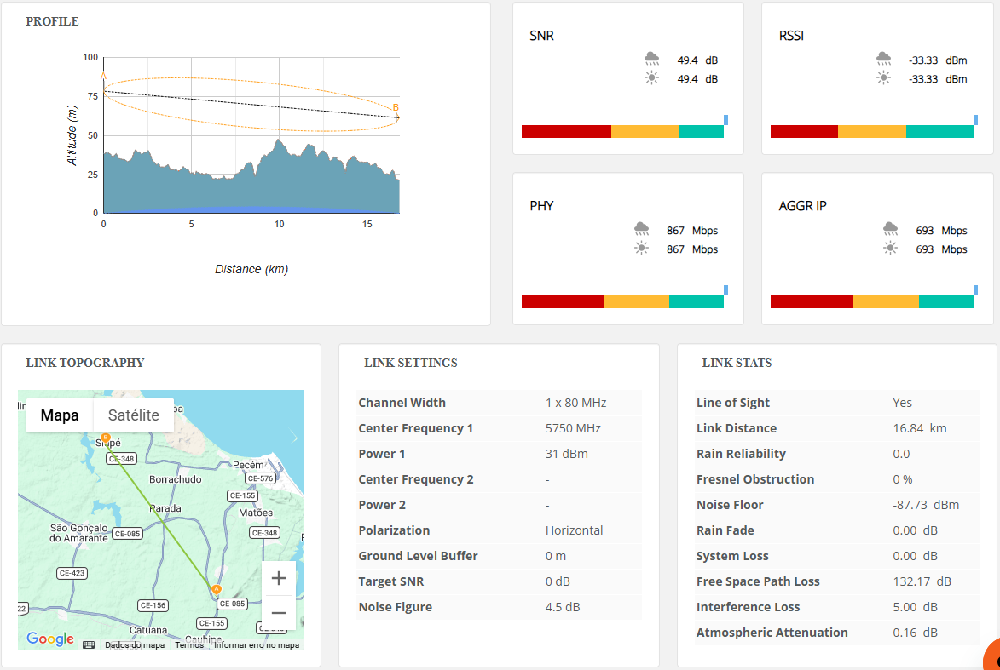 PROFILE
100
75
50
25
0
A
B
Altitude (m)
0
5
10
15
Distance (km)
SNR
49.4 dB
49.4 dB
RSSI
-33.33 dBm
-33.33 dBm
PHY
867 Mbps
867 Mbps
AGGR IP
693 Mbps
693 Mbps
LINK TOPOGRAPHY
Mapa
Satélite
B
CE-348
Pecém
Borrachudo
CE-576
CE-155
Parada
Matões
São Gonçalo
do Amarante
CE-085
CE-348
CE-423
A
CE-085
22
CE-156
CE-155
Catuana
Cauhipe
+
−
Google
Dados do mapa
Termos
Informar erro no mapa
LINK SETTINGS
Channel Width 1 x 80 MHz
Center Frequency 1 5750 MHz
Power 1 31 dBm
Center Frequency 2 -
Power 2 -
Polarization Horizontal
Ground Level Buffer 0 m
Target SNR 0 dB
Noise Figure 4.5 dB
LINK STATS
Line of Sight Yes
Link Distance 16.84 km
Rain Reliability 0.0
Fresnel Obstruction 0 %
Noise Floor -87.73 dBm
Rain Fade 0.00 dB
System Loss 0.00 dB
Free Space Path Loss 132.17 dB
Interference Loss 5.00 dB
Atmospheric Attenuation 0.16 dB